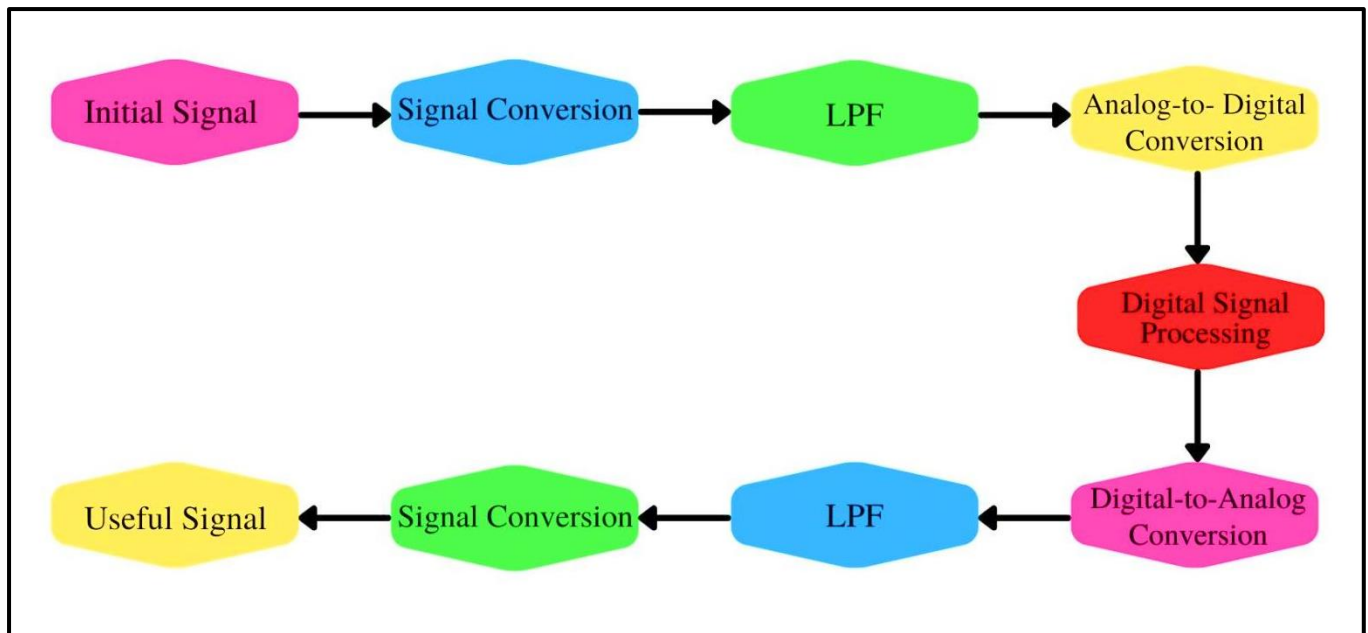 Initial Signal
Signal Conversion
LPF
Analog-to- Digital
Conversion
Digital Signal
Processing
Digital-to-Analog
Conversion
LPF
Signal Conversion
Useful Signal